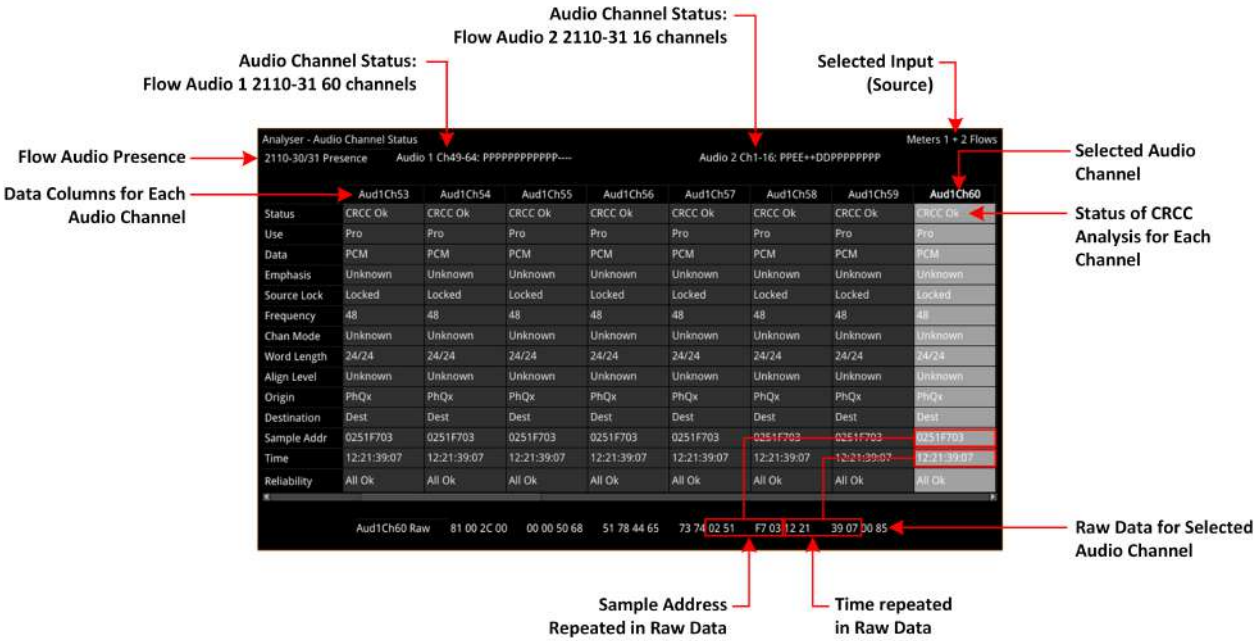 Audio Channel Status:
Flow Audio 2 2110-31 16 channels
Audio Channel Status:
Flow Audio 1 2110-31 60 channels
Selected Input
(Source)
Flow Audio Presence
Data Columns for Each
Audio Channel
Analyser - Audio Channel Status Meters 1 + 2 Flows
2110-30/31 Presence Audio 1 Ch49-64: PPPPPPPPPPPP---- Audio 2 Ch1-16: PPEE++DDPPPPPPPP
Aud1Ch53 Aud1Ch54 Aud1Ch55 Aud1Ch56 Aud1Ch57 Aud1Ch58 Aud1Ch59 Aud1Ch60
Status CRCC Ok CRCC Ok CRCC Ok CRCC Ok CRCC Ok CRCC Ok CRCC Ok CRCC Ok
Use Pro Pro Pro Pro Pro Pro Pro Pro
Data PCM PCM PCM PCM PCM PCM PCM PCM
Emphasis Unknown Unknown Unknown Unknown Unknown Unknown Unknown Unknown
Source Lock Locked Locked Locked Locked Locked Locked Locked Locked
Frequency 48 48 48 48 48 48 48 48
Chan Mode Unknown Unknown Unknown Unknown Unknown Unknown Unknown Unknown
Word Length 24/24 24/24 24/24 24/24 24/24 24/24 24/24 24/24
Align Level Unknown Unknown Unknown Unknown Unknown Unknown Unknown Unknown
Origin PhQx PhQx PhQx PhQx PhQx PhQx PhQx PhQx
Destination Dest Dest Dest Dest Dest Dest Dest Dest
Sample Addr 0251F703 0251F703 0251F703 0251F703 0251F703 0251F703 0251F703 0251F703
Time 12:21:39:07 12:21:39:07 12:21:39:07 12:21:39:07 12:21:39:07 12:21:39:07 12:21:39:07 12:21:39:07
Reliability All Ok All Ok All Ok All Ok All Ok All Ok All Ok All Ok
Aud1Ch60 Raw 81 00 2C 00 00 00 50 68 51 78 44 65 73 74 02 51 F7 03 12 21 39 07 00 85
Selected Audio
Channel
Status of CRCC
Analysis for Each
Channel
Raw Data for Selected
Audio Channel
Sample Address
Repeated in Raw Data
Time repeated
in Raw Data